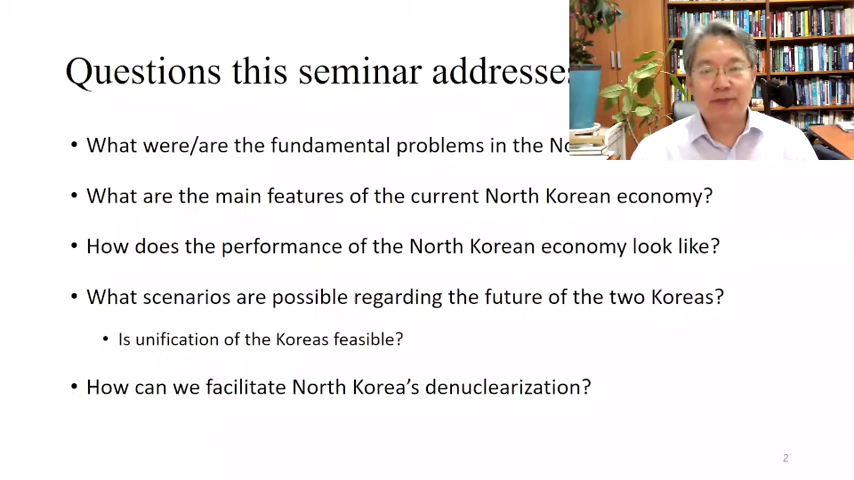 Questions this seminar addresses
• What were/are the fundamental problems in the No
• What are the main features of the current North Korean economy?
• How does the performance of the North Korean economy look like?
• What scenarios are possible regarding the future of the two Koreas?
• Is unification of the Koreas feasible?
• How can we facilitate North Korea's denuclearization?
2